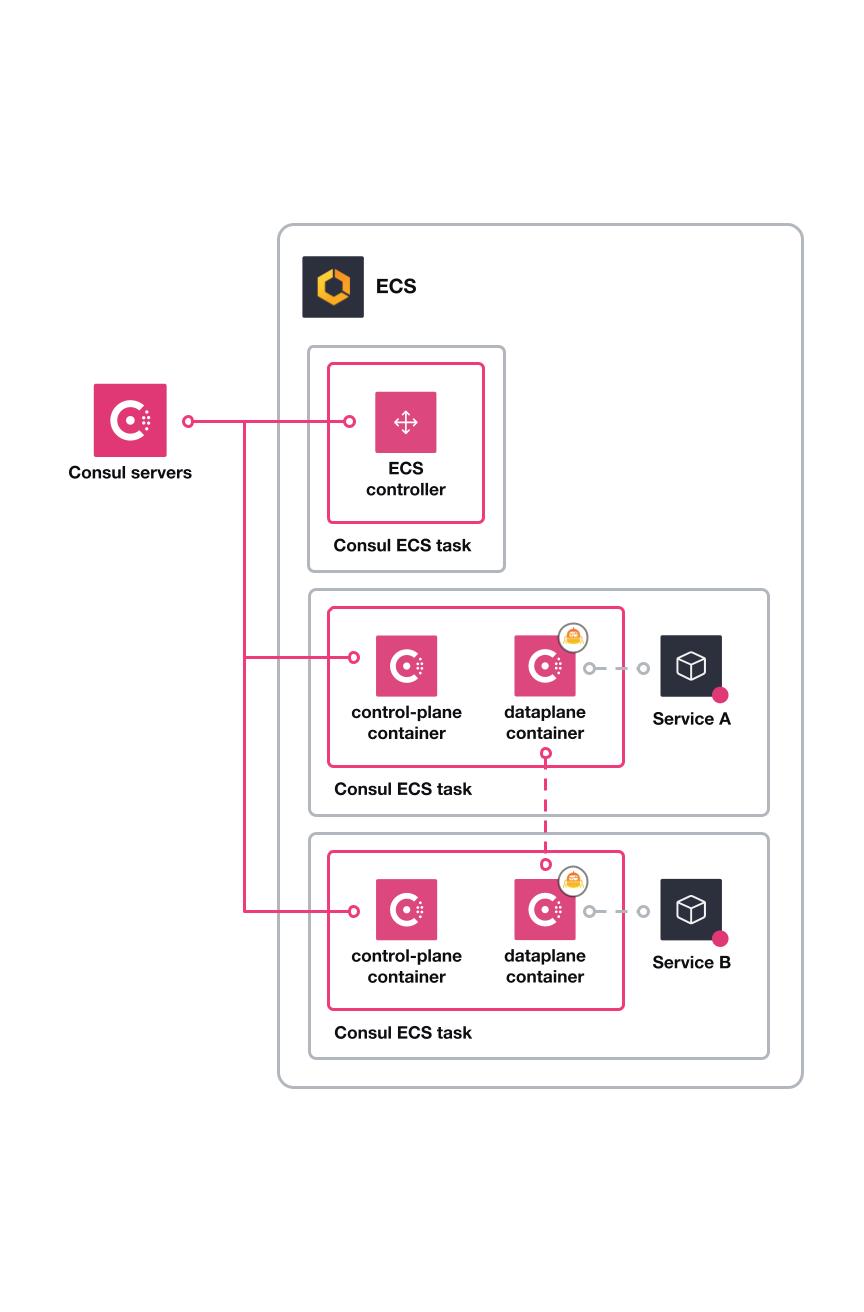 ECS
Consul servers
ECS
controller
Consul ECS task
control-plane
container
dataplane
container
Service A
Consul ECS task
control-plane
container
dataplane
container
Service B
Consul ECS task